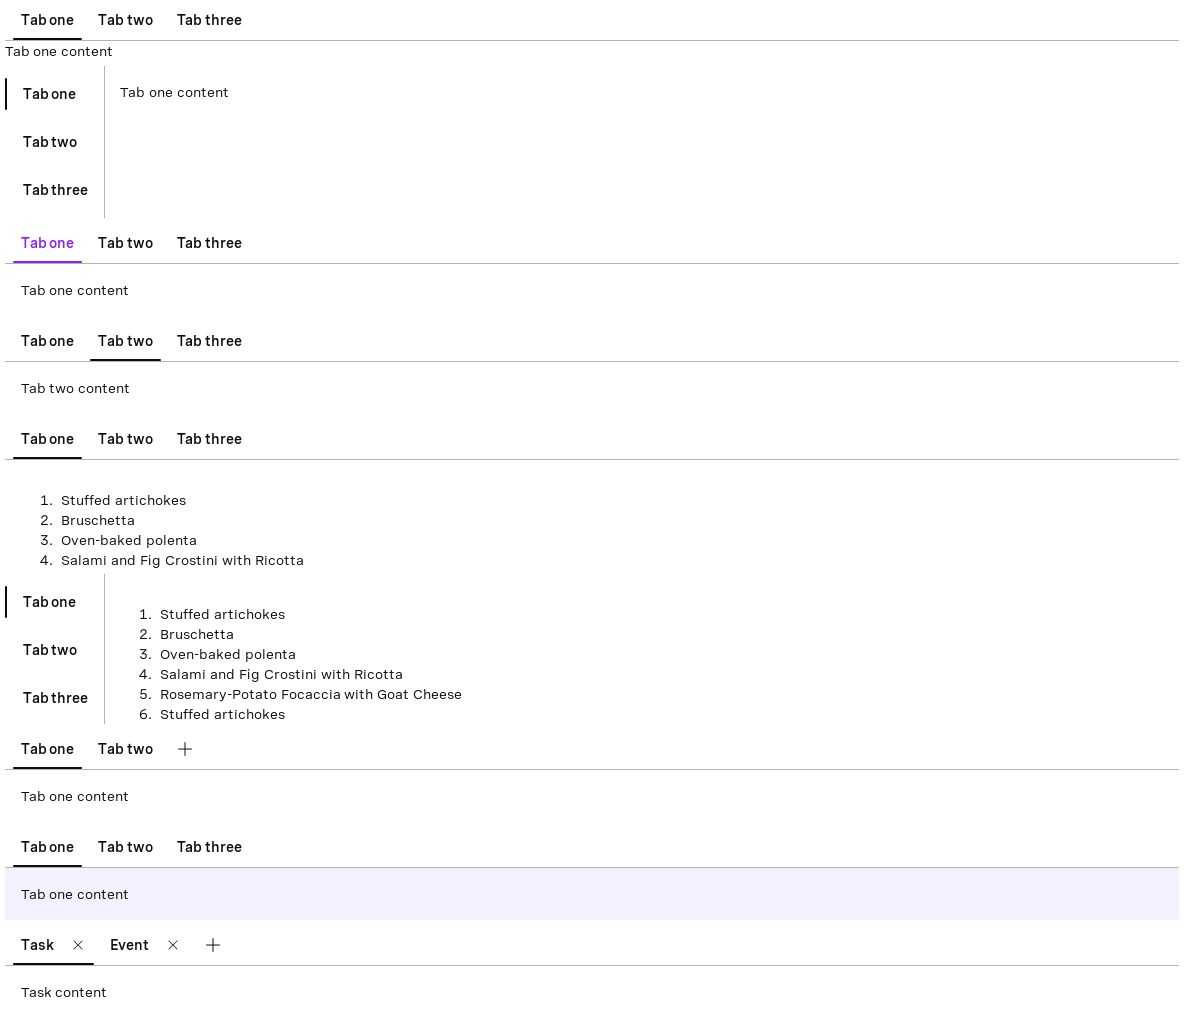 Tab one Tab two Tab three
Tab one content
Tab one
Tab one content
Tab two
Tab three
Tab one Tab two Tab three
Tab one content
Tab one Tab two Tab three
Tab two content
Tab one Tab two Tab three
1. Stuffed artichokes
2. Bruschetta
3. Oven-baked polenta
4. Salami and Fig Crostini with Ricotta
Tab one
Tab two
Tab three
1. Stuffed artichokes
2. Bruschetta
3. Oven-baked polenta
4. Salami and Fig Crostini with Ricotta
5. Rosemary-Potato Focaccia with Goat Cheese
6. Stuffed artichokes
Tab one Tab two
Tab one content
Tab one Tab two Tab three
Tab one content
Task Event
Task content